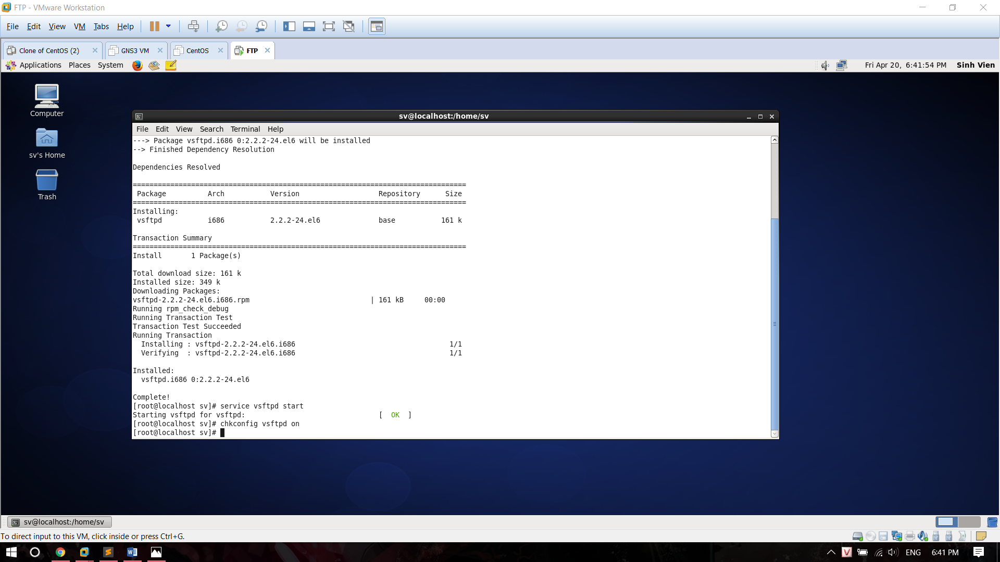 FTP - VMware Workstation
File Edit View VM Tabs Help
Clone of CentOS (2) GNS3 VM CentOS FTP
Applications Places System Fri Apr 20, 6:41:54 PM Sinh Vien
Computer
sv's Home
Trash
sv@localhost:/home/sv
File Edit View Search Terminal Help
---> Package vsftpd.i686 0:2.2.2-24.el6 will be installed
--> Finished Dependency Resolution
Dependencies Resolved
================================================================================
Package Arch Version Repository Size
================================================================================
Installing:
vsftpd i686 2.2.2-24.el6 base 161 k
Transaction Summary
================================================================================
Install 1 Package(s)
Total download size: 161 k
Installed size: 349 k
Downloading Packages:
vsftpd-2.2.2-24.el6.i686.rpm | 161 kB 00:00
Running rpm_check_debug
Running Transaction Test
Transaction Test Succeeded
Running Transaction
Installing : vsftpd-2.2.2-24.el6.i686 1/1
Verifying : vsftpd-2.2.2-24.el6.i686 1/1
Installed:
vsftpd.i686 0:2.2.2-24.el6
Complete!
[root@localhost sv]# service vsftpd start
Starting vsftpd for vsftpd: [ OK ]
[root@localhost sv]# chkconfig vsftpd on
[root@localhost sv]#
sv@localhost:/home/sv
To direct input to this VM, click inside or press Ctrl+G.
ENG 6:41 PM